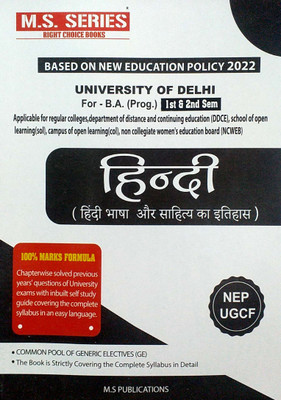 M.S. SERIES
RIGHT CHOICE BOOKS
BASED ON NEW EDUCATION POLICY 2022
UNIVERSITY OF DELHI
For - B.A. (Prog.) 1st & 2nd Sem
Applicable for regular colleges,department of distance and continuing education (DDCE), school of open
learning(sol), campus of open learning(col), non collegiate women's education board (NCWEB)
हिन्दी
( हिंदी भाषा और साहित्य का इतिहास )
100% MARKS FORMULA
Chapterwise solved previous
years' questions of University
exams with inbuilt self study
guide covering the complete
syllabus in an easy language.
NEP
UGCF
• COMMON POOL OF GENERIC ELECTIVES (GE)
• The Book is Strictly Covering the Complete Syllabus in Detail
M.S PUBLICATIONS